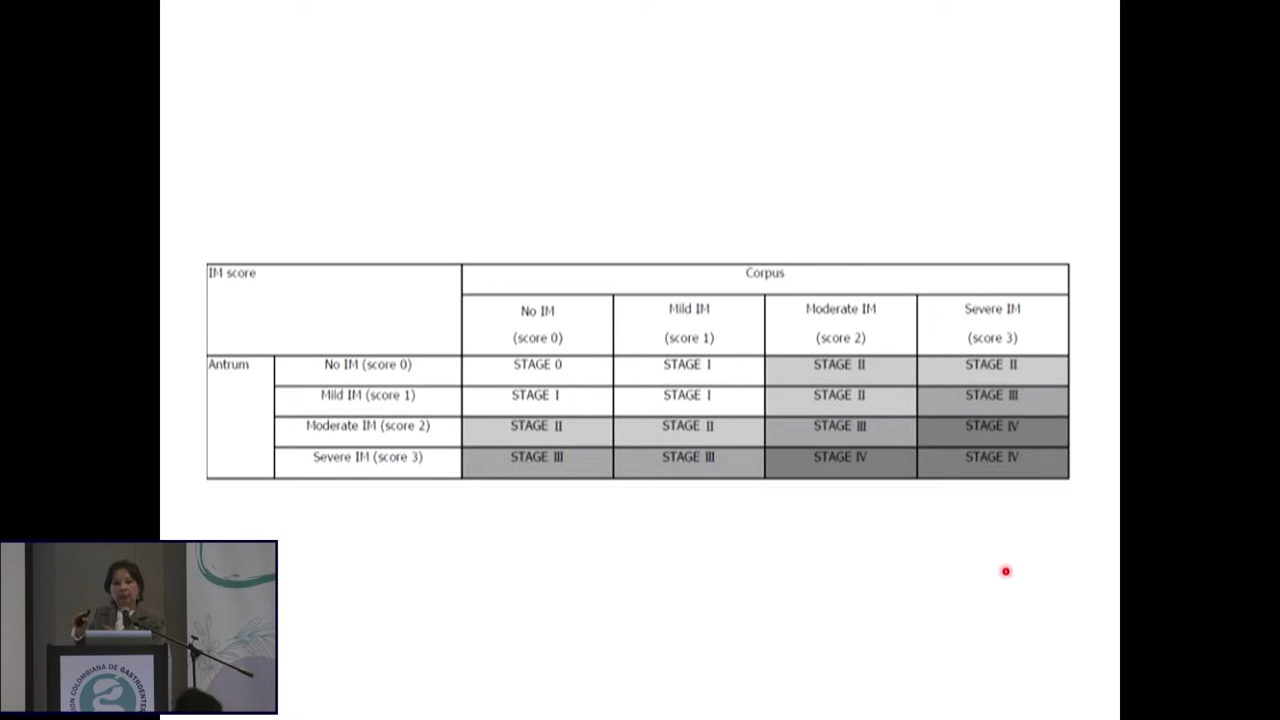 IM score
Corpus
No IM
(score 0)
Mild IM
(score 1)
Moderate IM
(score 2)
Severe IM
(score 3)
Antrum
No IM (score 0)
STAGE 0
STAGE I
STAGE II
STAGE II
Mild IM (score 1)
STAGE I
STAGE I
STAGE II
STAGE III
Moderate IM (score 2)
STAGE II
STAGE II
STAGE III
STAGE IV
Severe IM (score 3)
STAGE III
STAGE III
STAGE IV
STAGE IV
COLOMBIANA DE